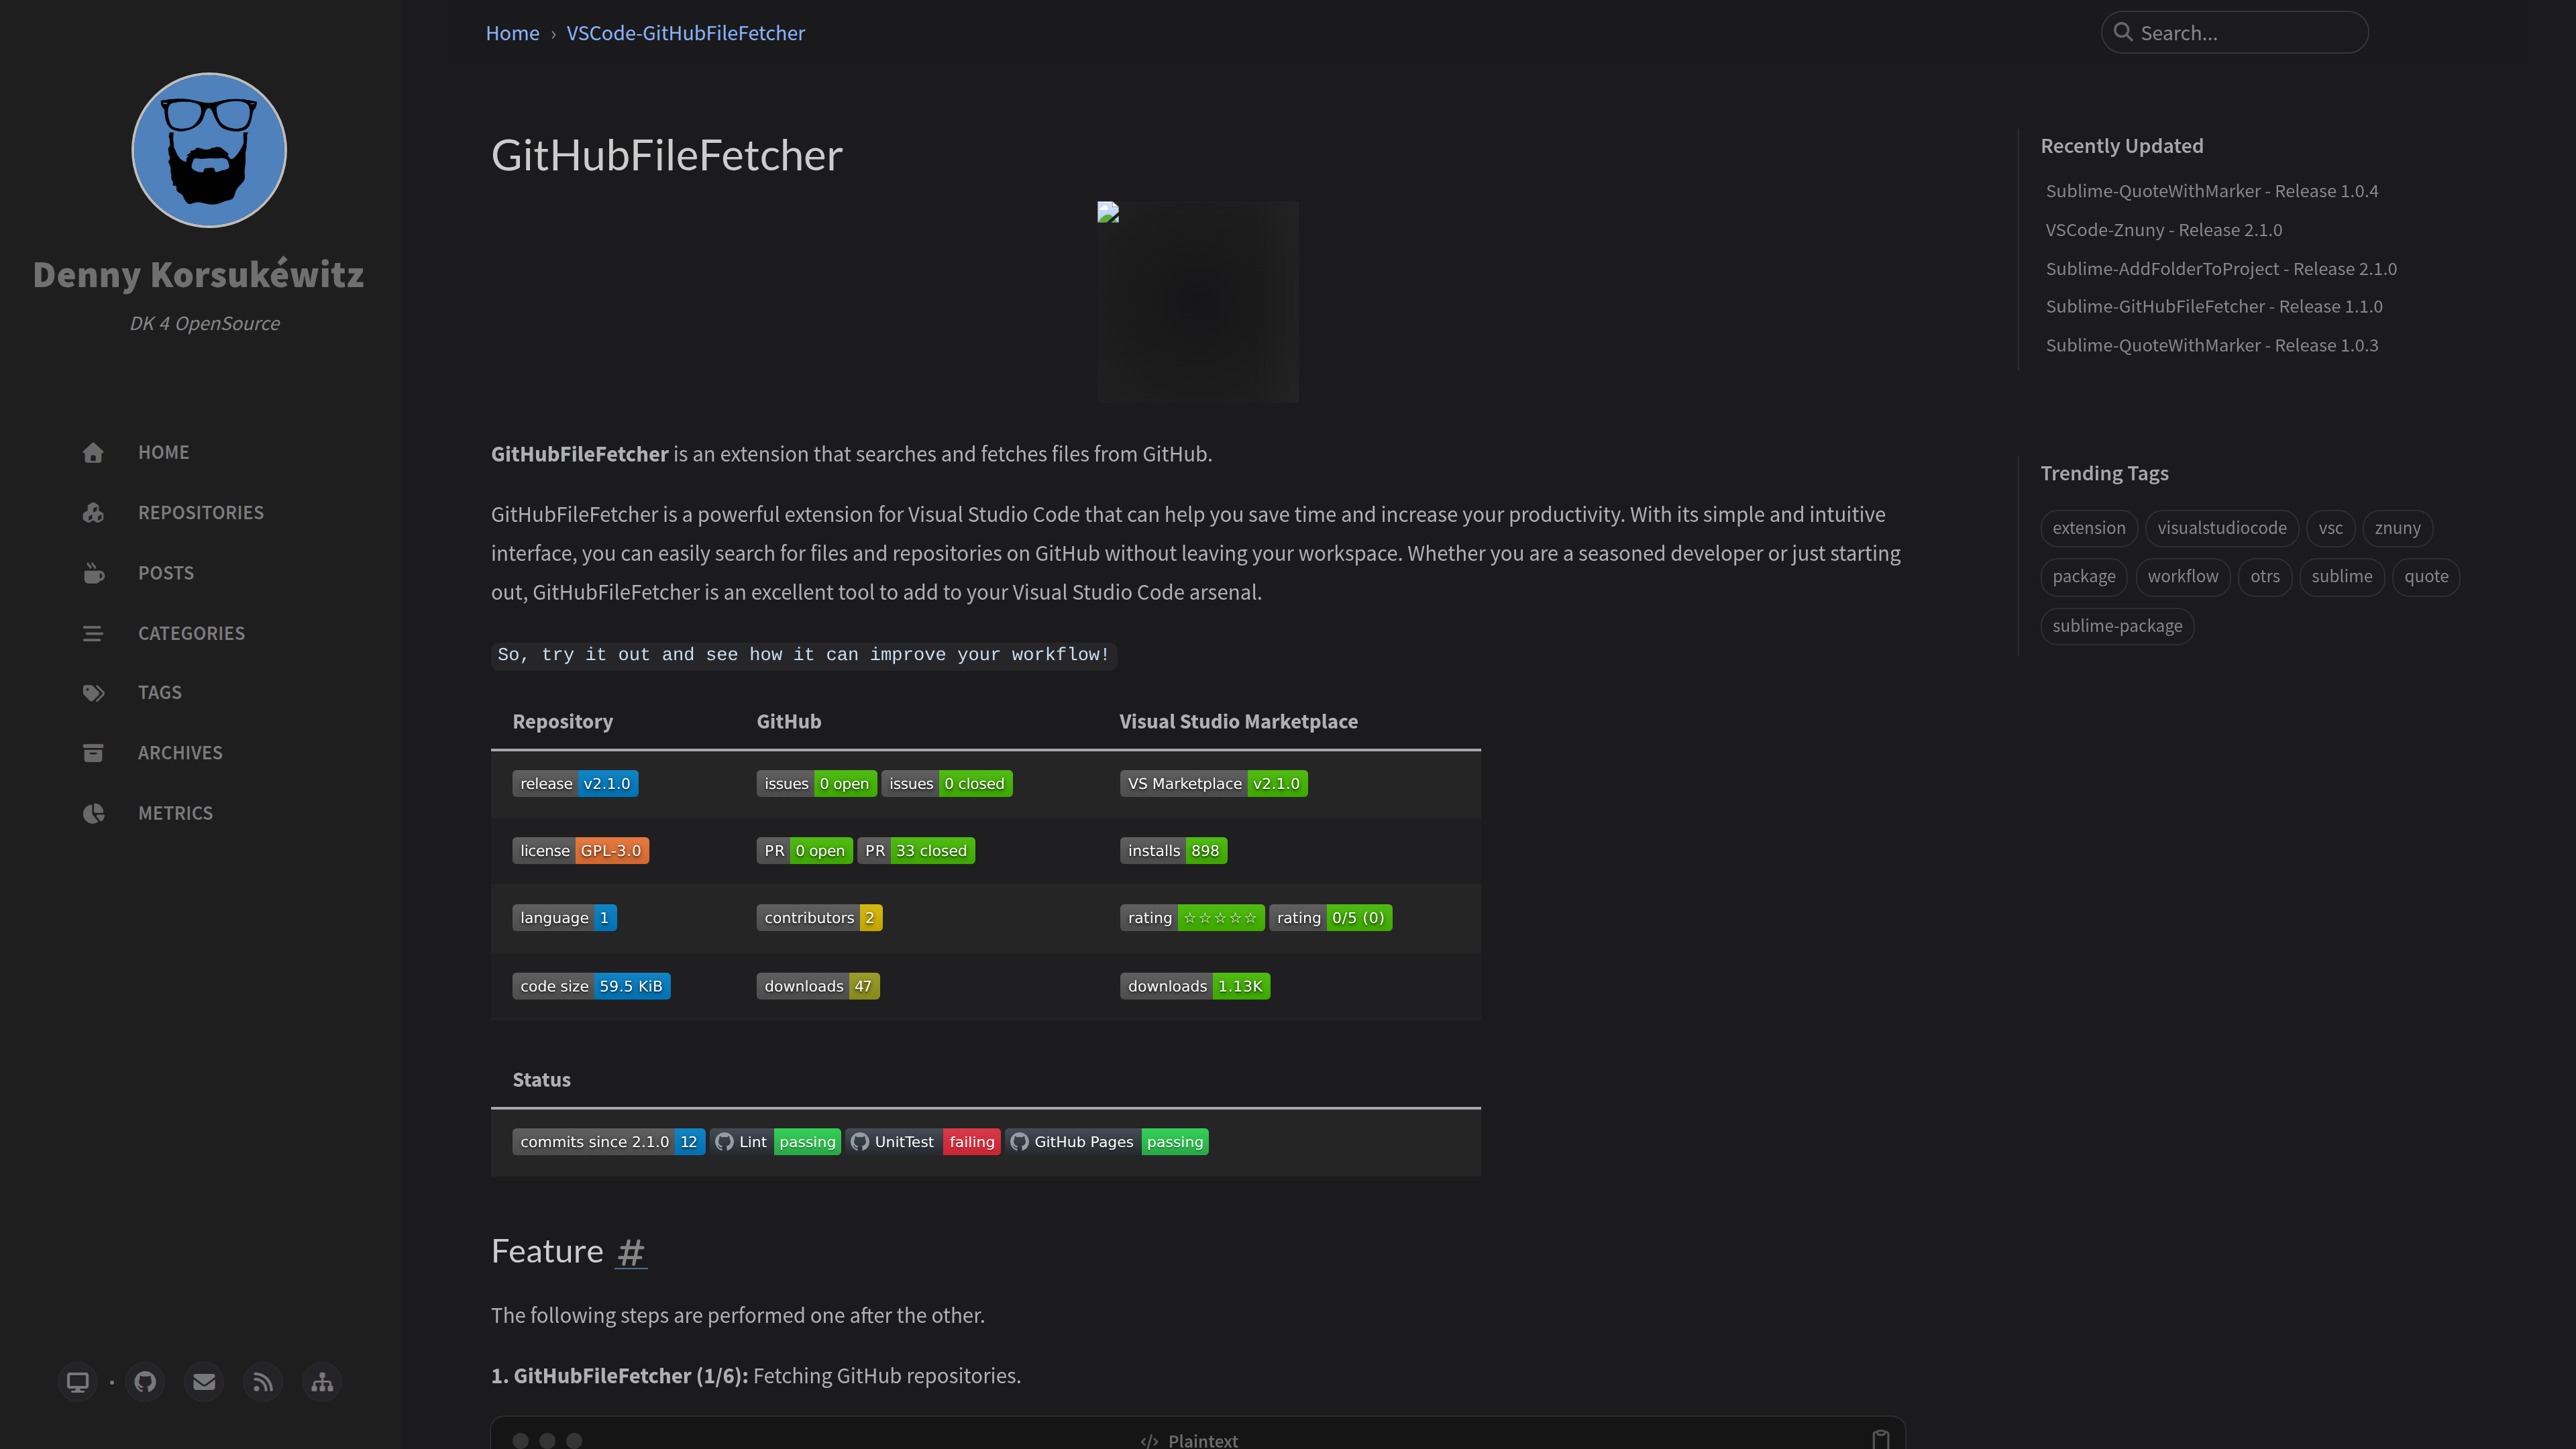 Denny Korsukéwitz
DK 4 OpenSource
HOME
REPOSITORIES
POSTS
CATEGORIES
TAGS
ARCHIVES
METRICS
Home › VSCode-GitHubFileFetcher
Search...
GitHubFileFetcher
GitHubFileFetcher is an extension that searches and fetches files from GitHub.
GitHubFileFetcher is a powerful extension for Visual Studio Code that can help you save time and increase your productivity. With its simple and intuitive
interface, you can easily search for files and repositories on GitHub without leaving your workspace. Whether you are a seasoned developer or just starting
out, GitHubFileFetcher is an excellent tool to add to your Visual Studio Code arsenal.
So, try it out and see how it can improve your workflow!
Repository GitHub Visual Studio Marketplace
release v2.1.0 issues 0 open issues 0 closed VS Marketplace v2.1.0
license GPL-3.0 PR 0 open PR 33 closed installs 898
language 1 contributors 2 rating ☆☆☆☆☆ rating 0/5 (0)
code size 59.5 KiB downloads 47 downloads 1.13K
Status
commits since 2.1.0 12 Lint passing UnitTest failing GitHub Pages passing
Feature #
The following steps are performed one after the other.
1. GitHubFileFetcher (1/6): Fetching GitHub repositories.
</> Plaintext
Recently Updated
Sublime-QuoteWithMarker - Release 1.0.4
VSCode-Znuny - Release 2.1.0
Sublime-AddFolderToProject - Release 2.1.0
Sublime-GitHubFileFetcher - Release 1.1.0
Sublime-QuoteWithMarker - Release 1.0.3
Trending Tags
extension visualstudiocode vsc znuny
package workflow otrs sublime quote
sublime-package